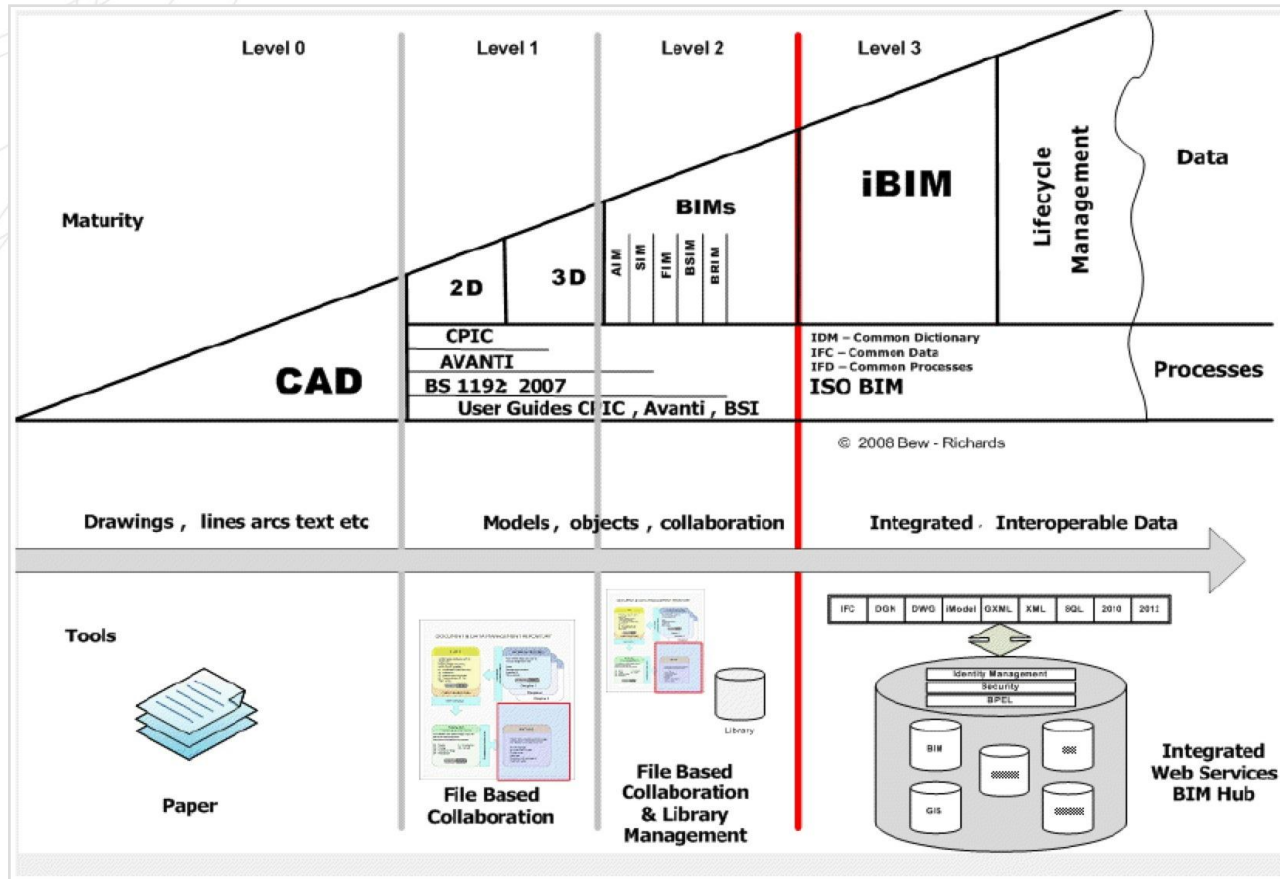 Level 0
Level 1
Level 2
Level 3
Maturity
CAD
2D
3D
BIMs
AIM
SIM
FIM
BSIM
BRIM
iBIM
Lifecycle
Management
Data
CPIC
AVANTI
BS 1192 2007
User Guides CPIC , Avanti , BSI
IDM – Common Dictionary
IFC – Common Data
IFD – Common Processes
ISO BIM
Processes
© 2008 Bew - Richards
Drawings , lines arcs text etc
Models , objects , collaboration
Integrated , Interoperable Data
Tools
Paper
File Based
Collaboration
Library
File Based
Collaboration
& Library
Management
IFC
DGN
DWG
iModel
GXML
XML
SQL
2010
2011
Identity Management
Security
BPEL
BIM
GIS
Integrated
Web Services
BIM Hub